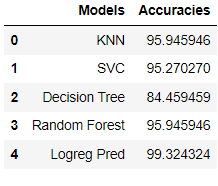 Models Accuracies
0 KNN 95.945946
1 SVC 95.270270
2 Decision Tree 84.459459
3 Random Forest 95.945946
4 Logreg Pred 99.324324